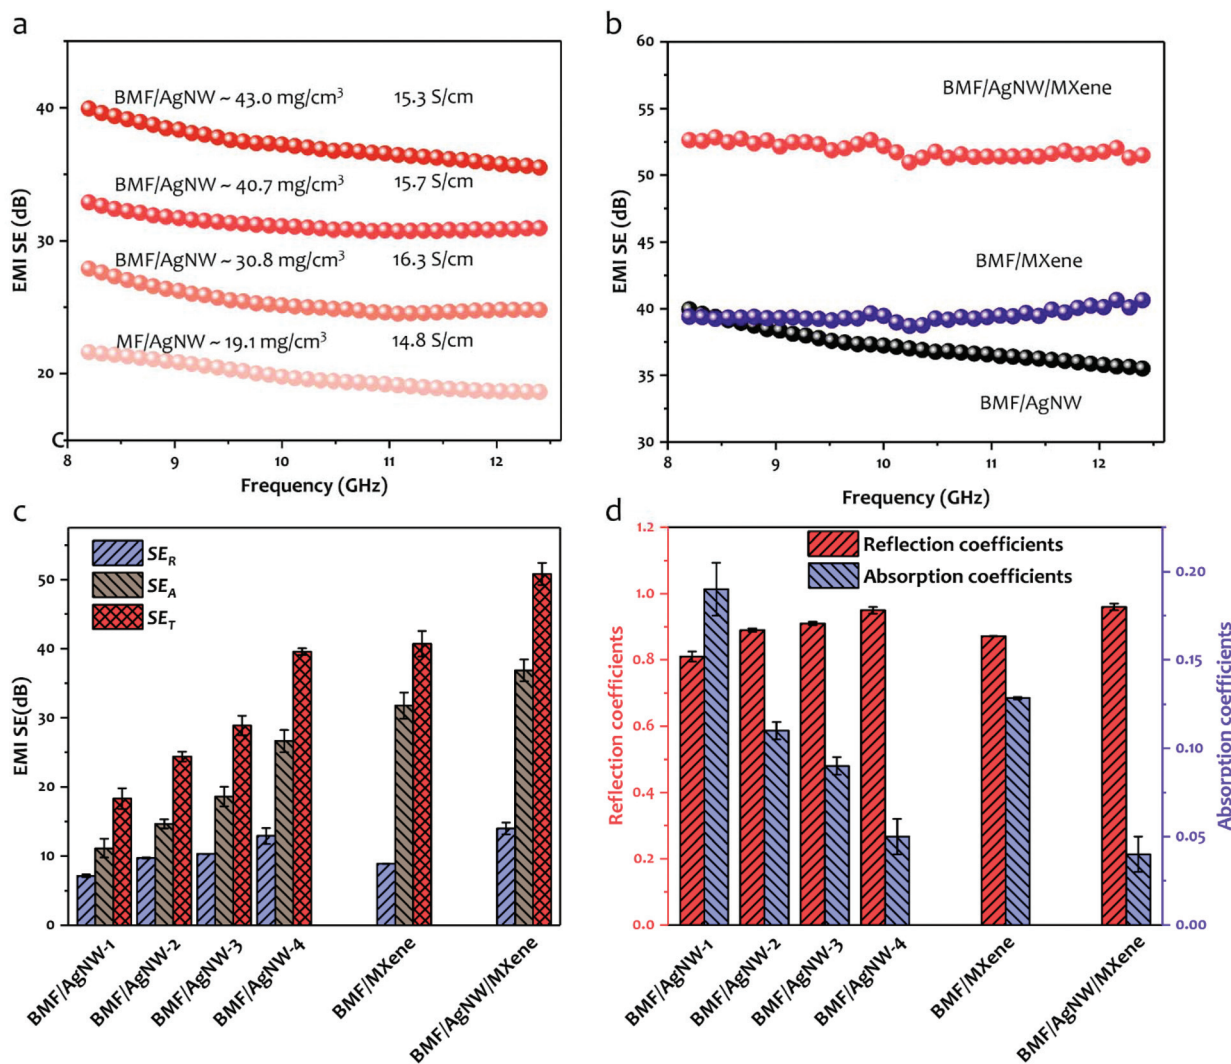 a
BMF/AgNW ~ 43.0 mg/cm³ 15.3 S/cm
BMF/AgNW ~ 40.7 mg/cm³ 15.7 S/cm
BMF/AgNW ~ 30.8 mg/cm³ 16.3 S/cm
MF/AgNW ~ 19.1 mg/cm³ 14.8 S/cm
EMI SE (dB)
40
30
20
C
8 9 10 11 12
Frequency (GHz)
b
60
55
50
45
40
35
30
EMI SE (dB)
BMF/AgNW/MXene
BMF/MXene
BMF/AgNW
8 9 10 11 12
Frequency (GHz)
c
SE_R
SE_A
SE_T
EMI SE(dB)
50
40
30
20
10
0
BMF/AgNW-1
BMF/AgNW-2
BMF/AgNW-3
BMF/AgNW-4
BMF/MXene
BMF/AgNW/MXene
d
Reflection coefficients
Absorption coefficients
Reflection coefficients
1.2
1.0
0.8
0.6
0.4
0.2
0.0
0.20
0.15
0.10
0.05
0.00
Absorption coefficients
BMF/AgNW-1
BMF/AgNW-2
BMF/AgNW-3
BMF/AgNW-4
BMF/MXene
BMF/AgNW/MXene